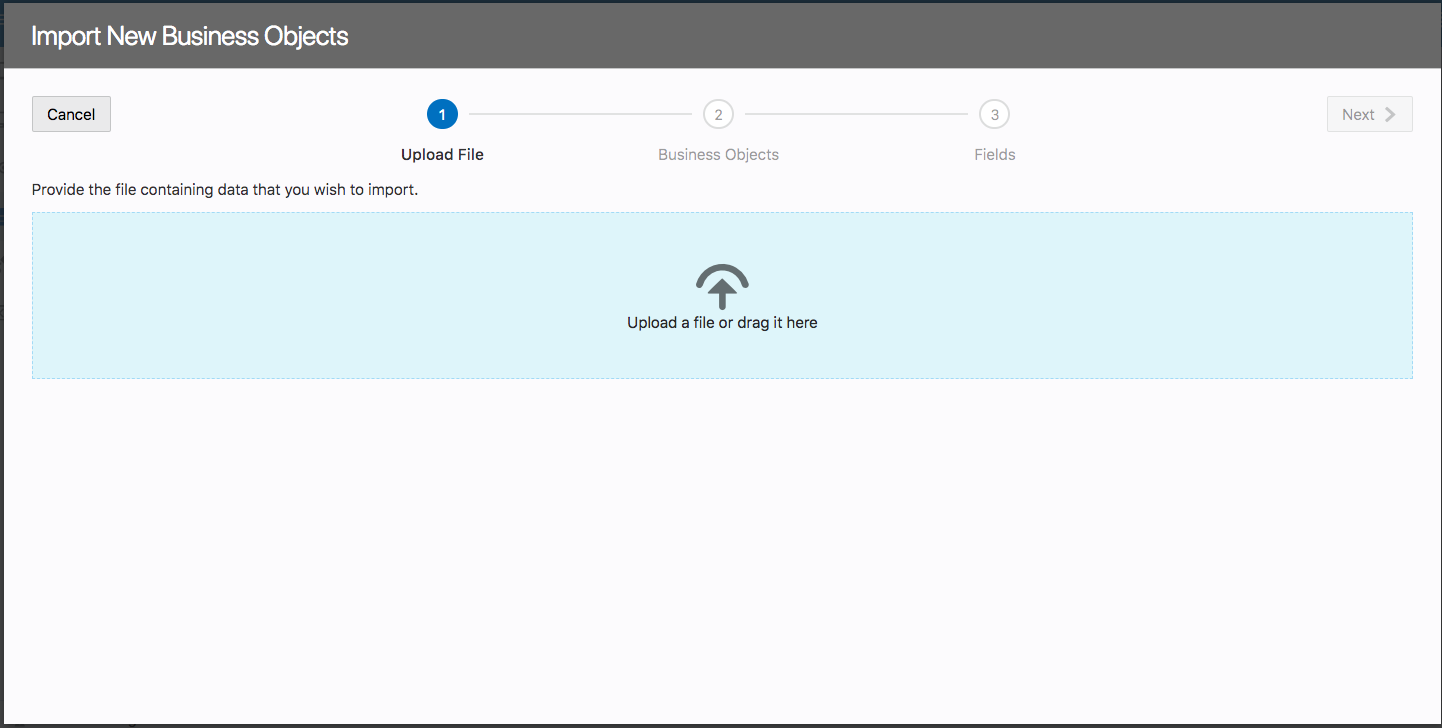 Import New Business Objects
Cancel
1
2
3
Next
Upload File
Business Objects
Fields
Provide the file containing data that you wish to import.
Upload a file or drag it here